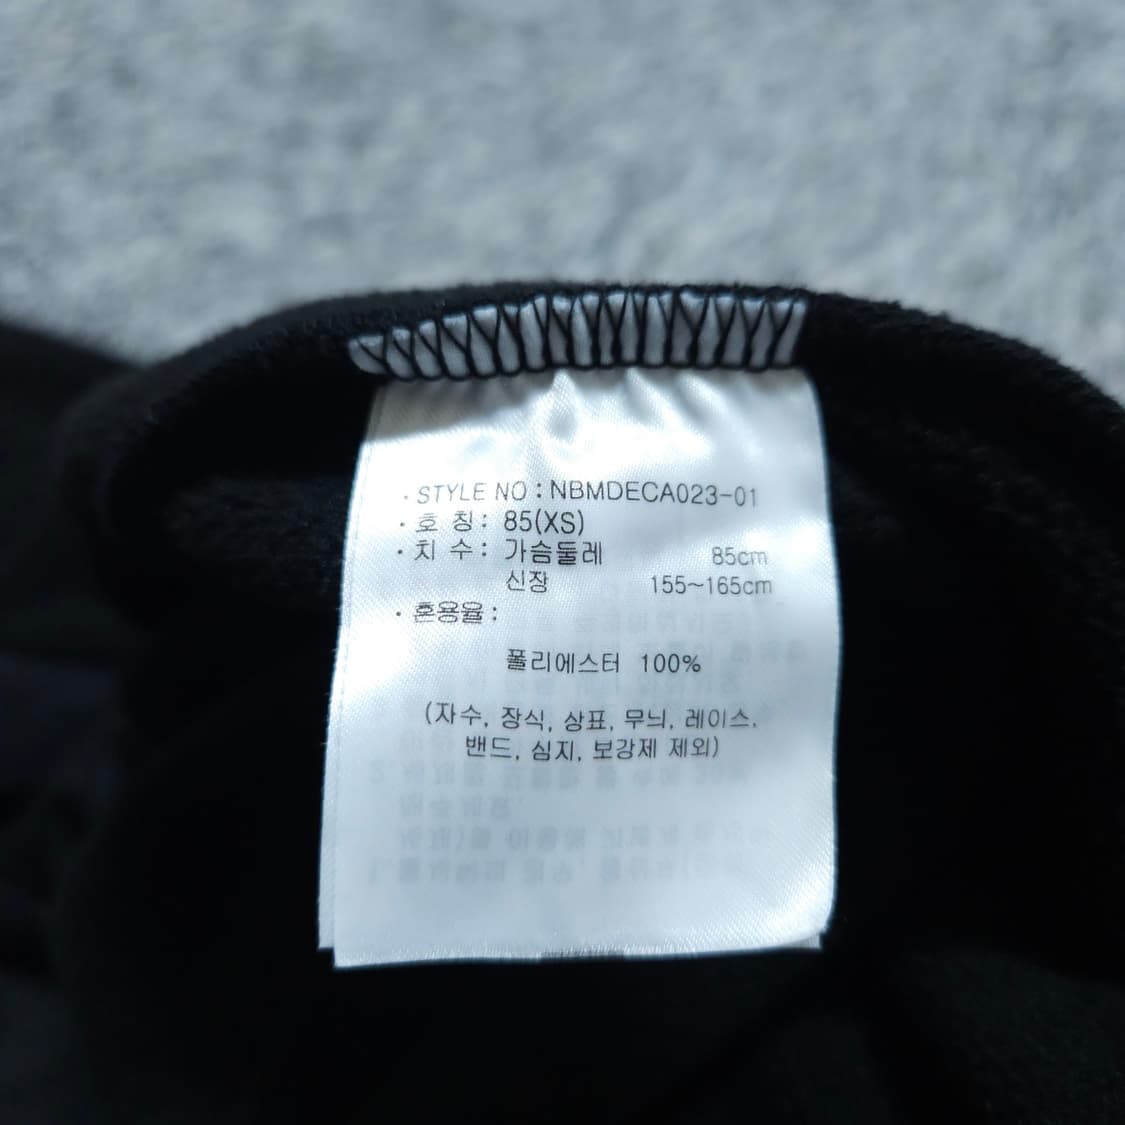 · STYLE NO : NBMDECA023-01
· 호 칭 : 85(XS)
· 치 수 : 가슴둘레 85cm
신장 155~165cm
· 혼용율 :
폴리에스터 100%
(자수, 장식, 상표, 무늬, 레이스.
밴드, 심지, 보강제 제외)